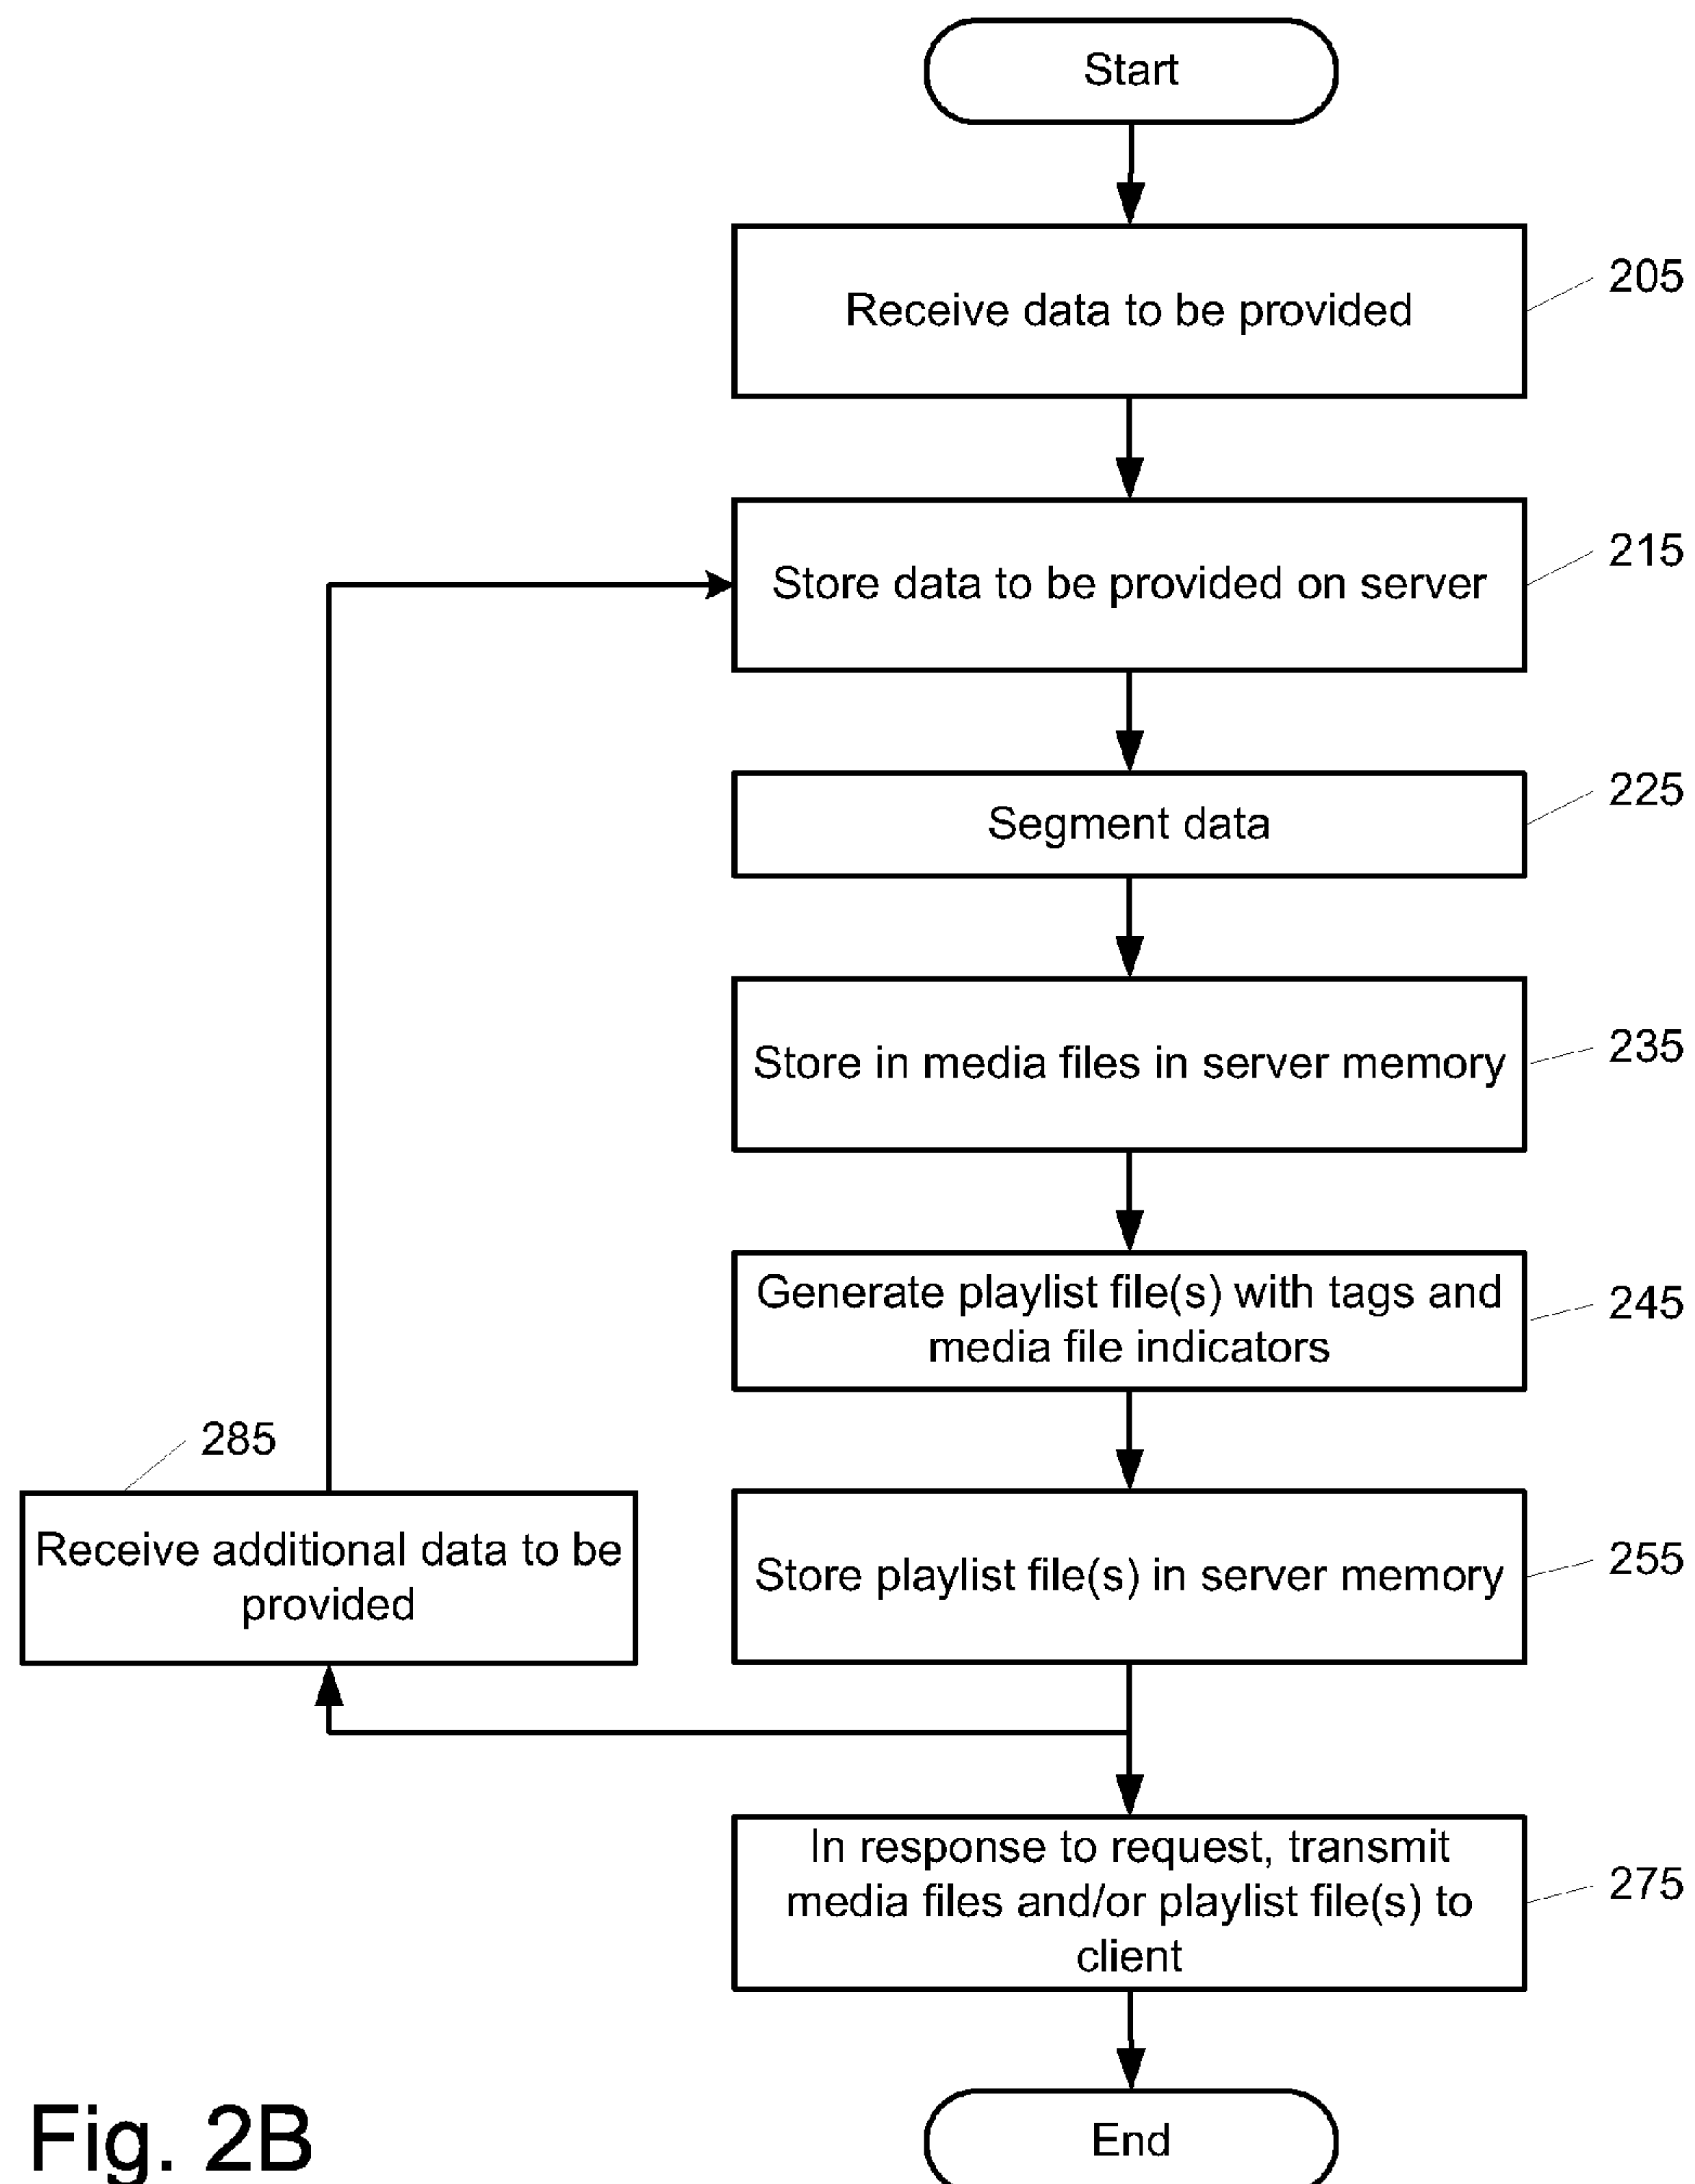 Start
Receive data to be provided
205
Store data to be provided on server
215
Segment data
225
Store in media files in server memory
235
Generate playlist file(s) with tags and
media file indicators
245
285
Receive additional data to be
provided
Store playlist file(s) in server memory
255
In response to request, transmit
media files and/or playlist file(s) to
client
275
End
Fig. 2B